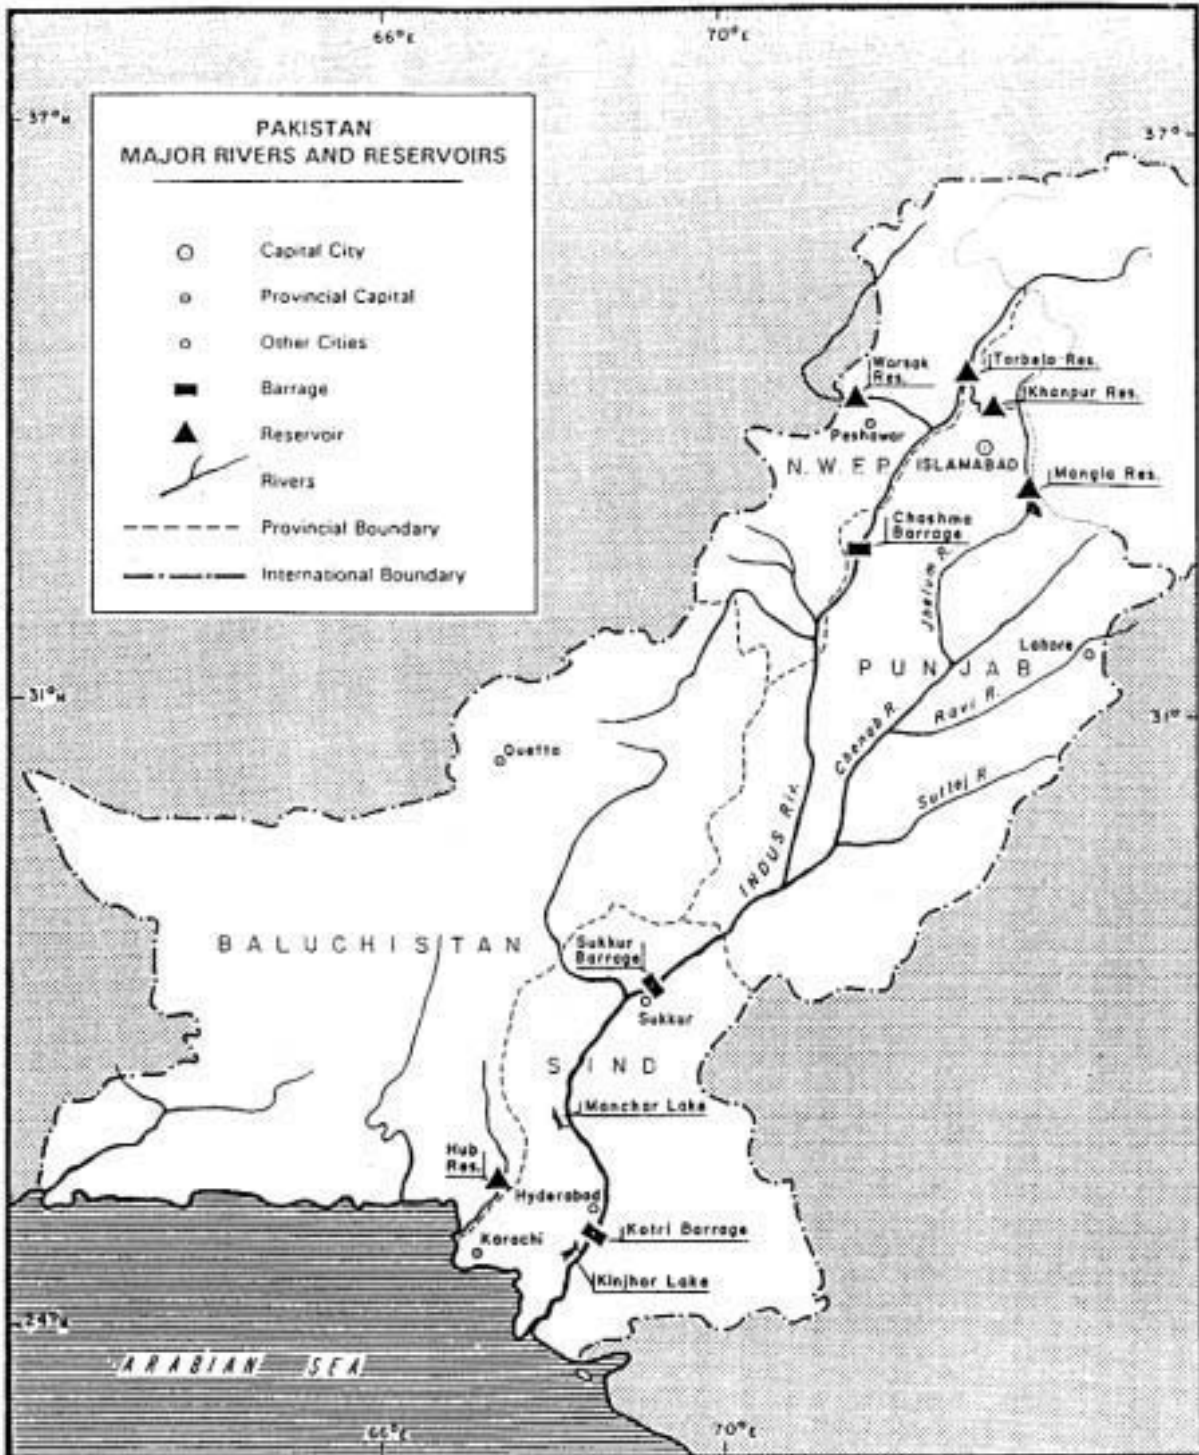 66°E
70°E
37°N
37°
PAKISTAN
MAJOR RIVERS AND RESERVOIRS
Capital City
Provincial Capital
Other Cities
Barrage
Reservoir
Rivers
Provincial Boundary
International Boundary
Warsak
Res.
Tarbela Res.
Khanpur Res.
Peshawar
N.W.F.P
ISLAMABAD
Mangla Res.
Chashma
Barrage
Jhelum R.
Lahore
PUNJAB
31°N
31°
Ravi R.
Chenab R.
Quetta
Sutlej R
INDUS Riv.
BALUCHISTAN
Sukkur
Barrage
Sukkur
SIND
Manchar Lake
Hub
Res.
Hyderabad
Kotri Barrage
Karachi
Kinjhar Lake
24°N
ARABIAN SEA
66°E
70°E